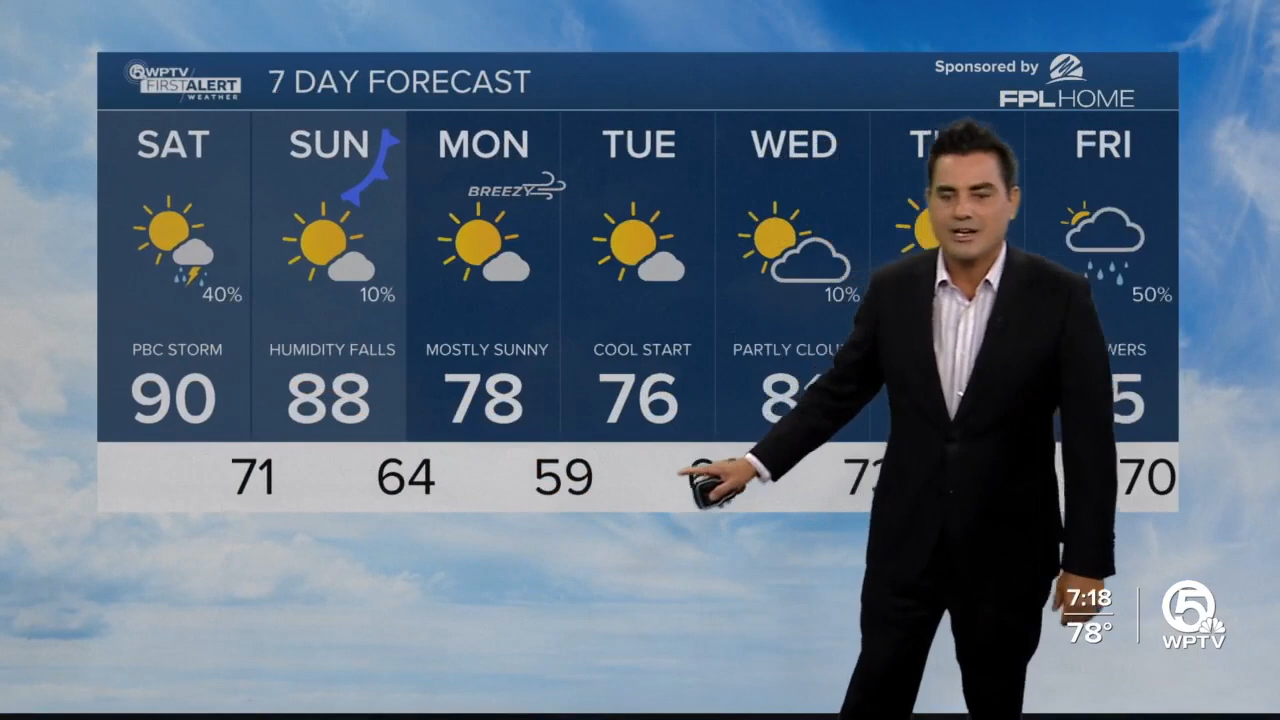 5 WPTV
FIRST ALERT
WEATHER
7 DAY FORECAST
Sponsored by
FPL HOME
SAT SUN MON TUE WED FRI
BREEZY
40% 10% 10% 50%
PBC STORM HUMIDITY FALLS MOSTLY SUNNY COOL START PARTLY
90 88 78 76
71 64 59 70
7:18
78°
5
WPTV